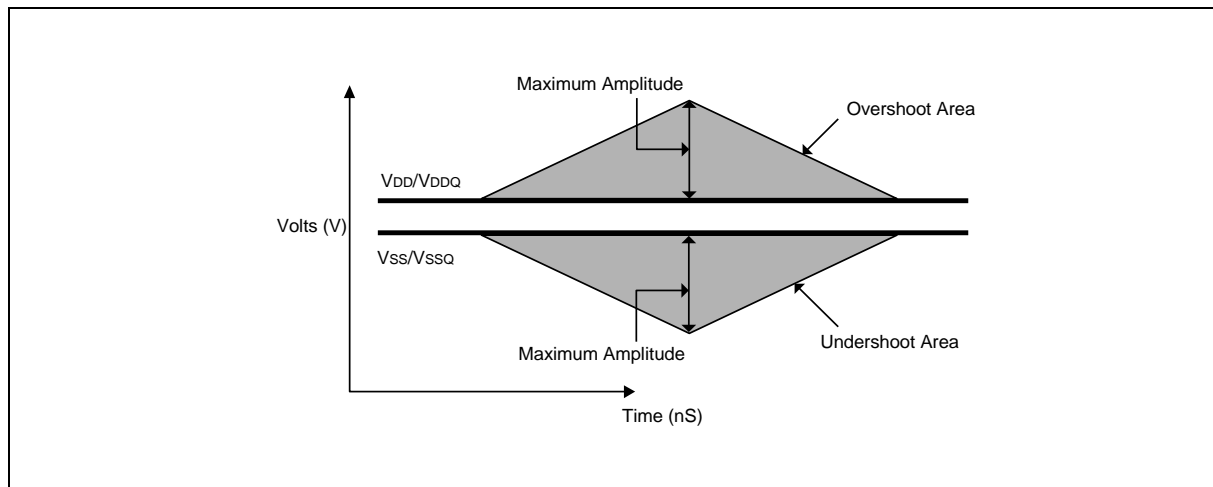 Maximum Amplitude
Overshoot Area
VDD/VDDQ
Volts (V)
VSS/VSSQ
Undershoot Area
Maximum Amplitude
Time (nS)